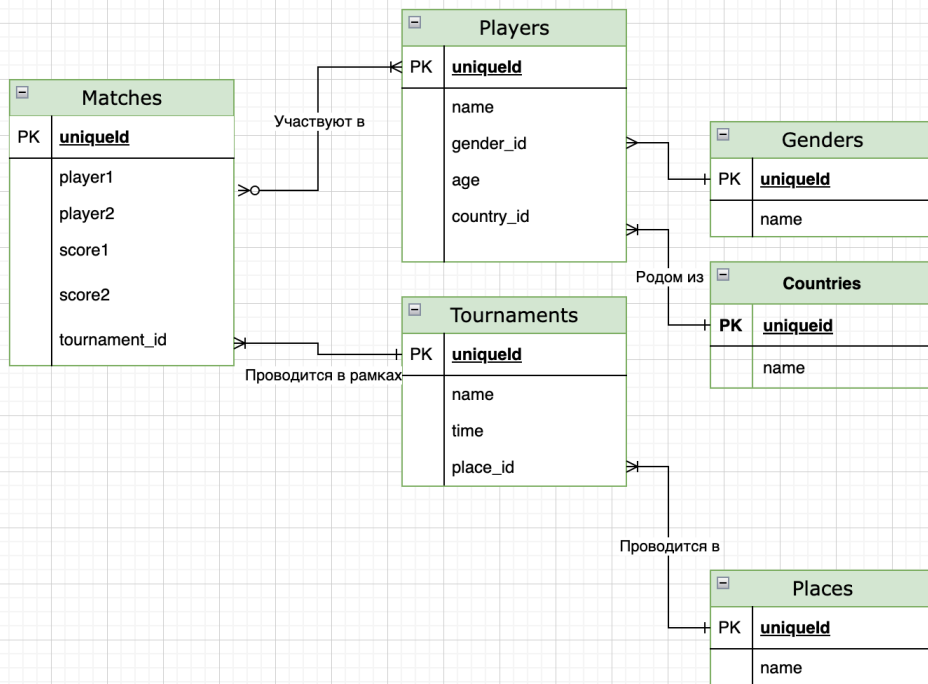 Players
PK uniqueId
name
gender_id
age
country_id
Matches
PK uniqueId
player1
player2
score1
score2
tournament_id
Участвуют в
Genders
PK uniqueId
name
Родом из
Countries
PK uniqueid
name
Tournaments
PK uniqueId
name
time
place_id
Проводится в рамках
Проводится в
Places
PK uniqueId
name